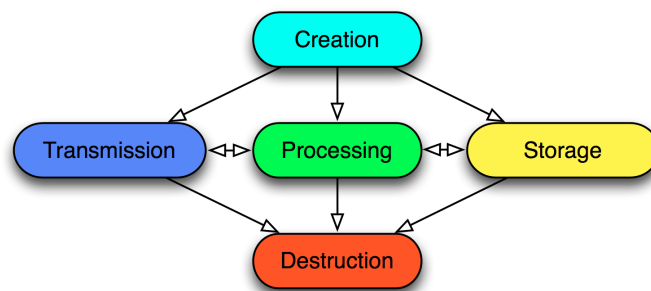 Creation
Transmission
Processing
Storage
Destruction